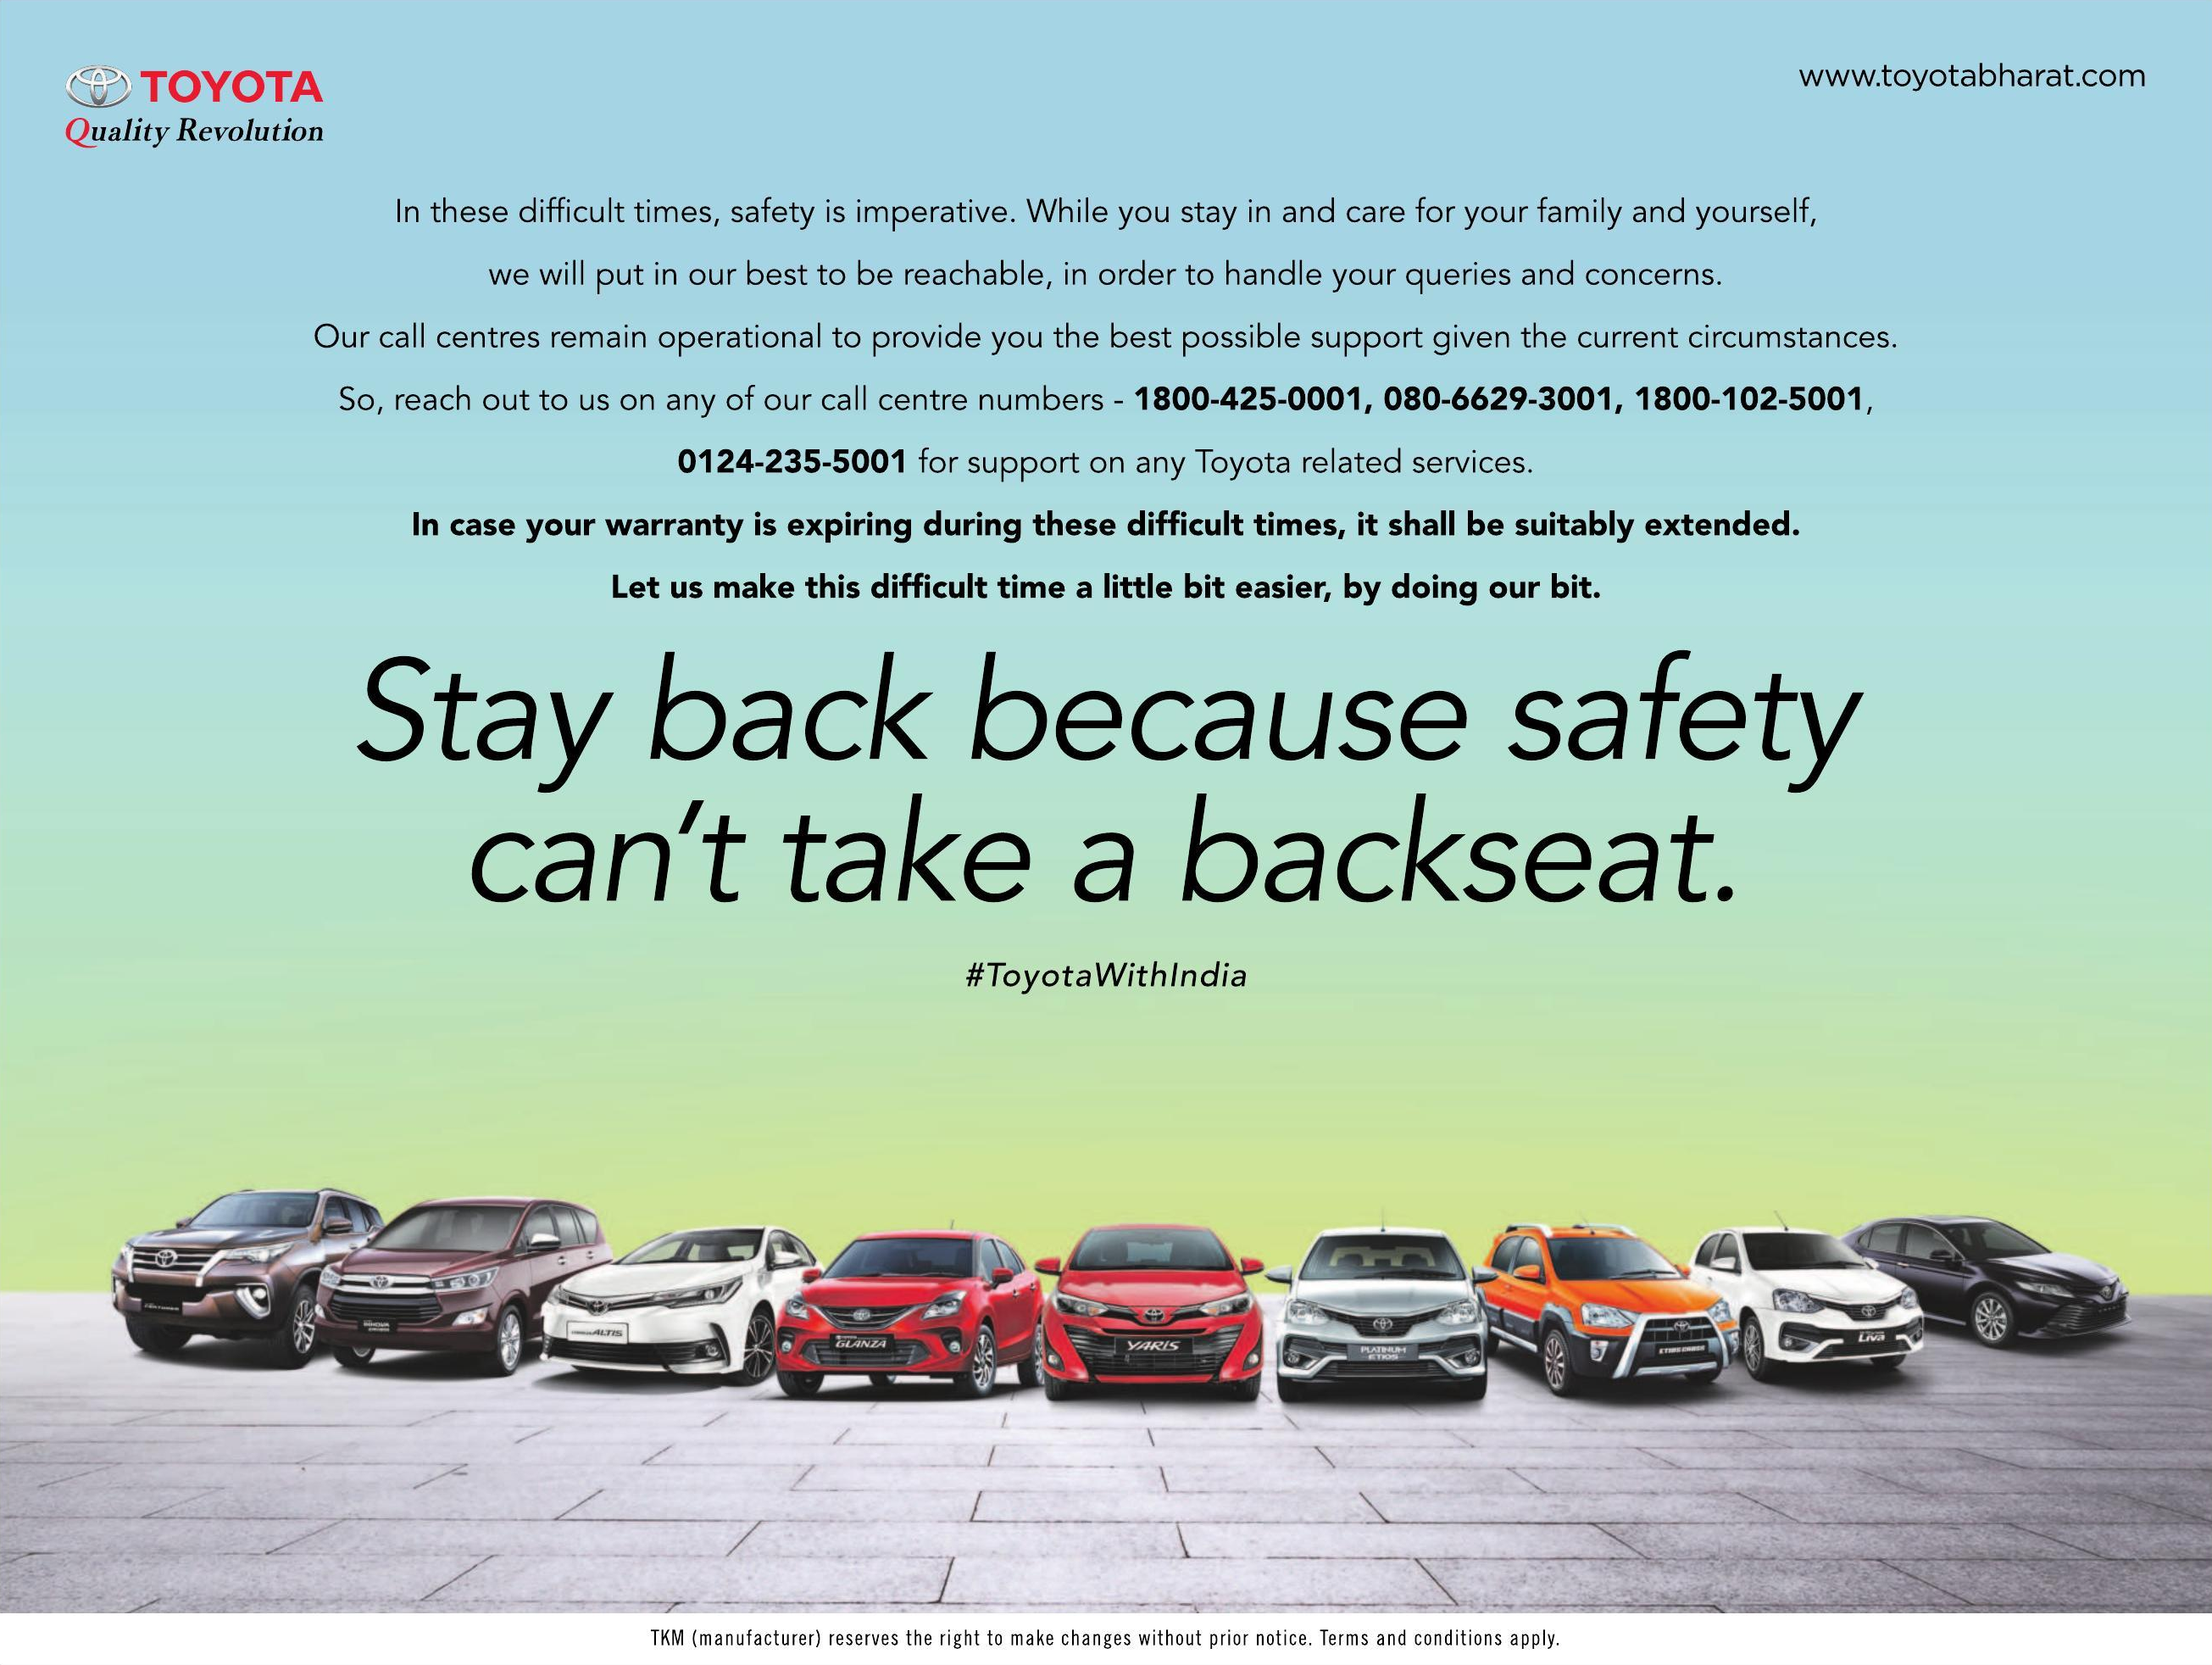 TOYOTA
Quality Revolution
www.toyotabharat.com
In these difficult times, safety is imperative. While you stay in and care for your family and yourself,
we will put in our best to be reachable, in order to handle your queries and concerns.
Our call centres remain operational to provide you the best possible support given the current circumstances.
So, reach out to us on any of our call centre numbers - 1800-425-0001, 080-6629-3001, 1800-102-5001,
0124-235-5001 for support on any Toyota related services.
In case your warranty is expiring during these difficult times, it shall be suitably extended.
Let us make this difficult time a little bit easier, by doing our bit.
Stay back because safety
can't take a backseat.
#ToyotaWithIndia
FORTUNER
INNOVA
ALTIS
GLANZA
YARIS
PLATINUM
ETIOS
ETIOS CROSS
LIVA
TKM (manufacturer) reserves the right to make changes without prior notice. Terms and conditions apply.